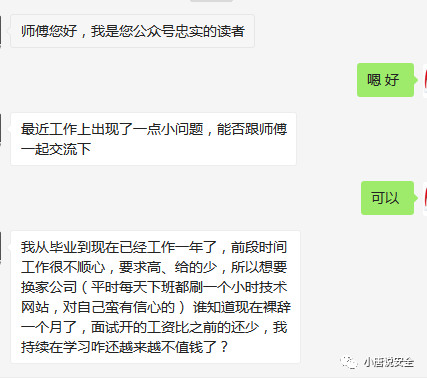 师傅您好，我是您公众号忠实的读者
嗯 好
最近工作上出现了一点小问题，能否跟师傅
一起交流下
可以
我从毕业到现在已经工作一年了，前段时间
工作很不顺心，要求高、给的少，所以想要
换家公司（平时每天下班都刷一个小时技术
网站，对自己蛮有信心的 ）谁知道现在裸辞
一个月了，面试开的工资比之前的还少，我
持续在学习咋还越来越不值钱了？
小唐说安全